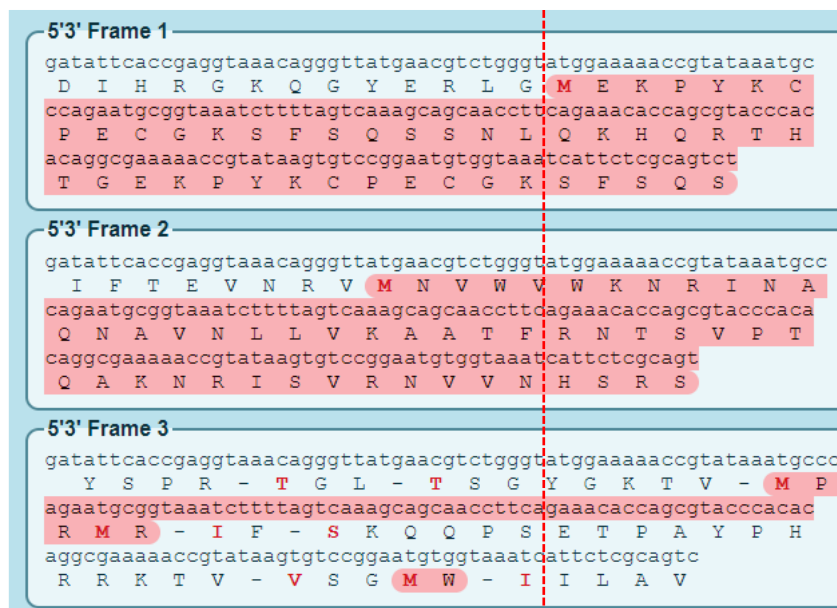 5'3' Frame 1
gatattcaccgaggtaaacagggttatgaacgtctgggtatggaaaaaccgtataaatgc
D I H R G K Q G Y E R L G M E K P Y K C
ccagaatgcggtaaatcttttagtcaaagcagcaaccttcagaaacaccagcgtacccac
P E C G K S F S Q S S N L Q K H Q R T H
acaggcgaaaaaccgtataagtgtccggaatgtggtaaatcattctcgcagtct
T G E K P Y K C P E C G K S F S Q S
5'3' Frame 2
gatattcaccgaggtaaacagggttatgaacgtctgggtatggaaaaaccgtataaatgcc
I F T E V N R V M N V W V W K N R I N A
cagaatgcggtaaatcttttagtcaaagcagcaaccttcagaaacaccagcgtacccaca
Q N A V N L L V K A A T F R N T S V P T
caggcgaaaaaccgtataagtgtccggaatgtggtaaatcattctcgcagt
Q A K N R I S V R N V V N H S R S
5'3' Frame 3
gatattcaccgaggtaaacagggttatgaacgtctgggtatggaaaaaccgtataaatgccc
Y S P R - T G L - T S G Y G K T V - M P
agaatgcggtaaatcttttagtcaaagcagcaaccttcagaaacaccagcgtacccacac
R M R - I F - S K Q Q P S E T P A Y P H
aggcgaaaaaccgtataagtgtccggaatgtggtaaatcattctcgcagtc
R R K T V - V S G M W - I I L A V